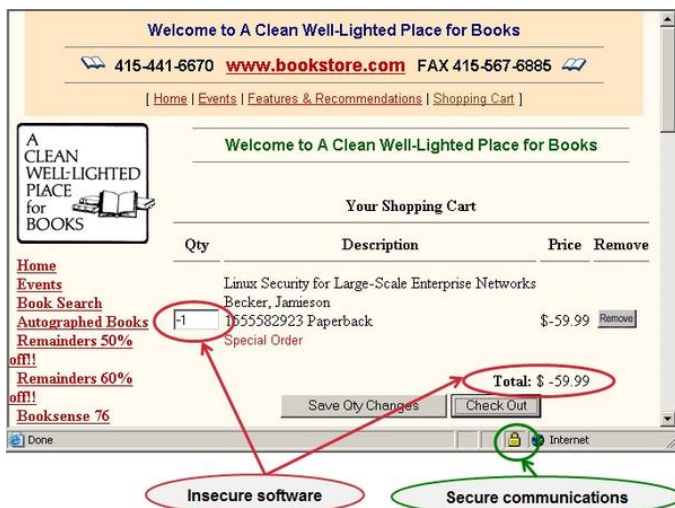 Welcome to A Clean Well-Lighted Place for Books
415-441-6670 www.bookstore.com FAX 415-567-6885
[ Home | Events | Features & Recommendations | Shopping Cart ]
A
CLEAN
WELL-LIGHTED
PLACE
for
BOOKS
Home
Events
Book Search
Autographed Books
Remainders 50%
off!!
Remainders 60%
off!!
Booksense 76
Welcome to A Clean Well-Lighted Place for Books
Your Shopping Cart
Qty Description Price Remove
Linux Security for Large-Scale Enterprise Networks
Becker, Jamieson
-1 1555582923 Paperback $-59.99 Remove
Special Order
Total: $ -59.99
Save Qty Changes Check Out
Done Internet
Insecure software Secure communications